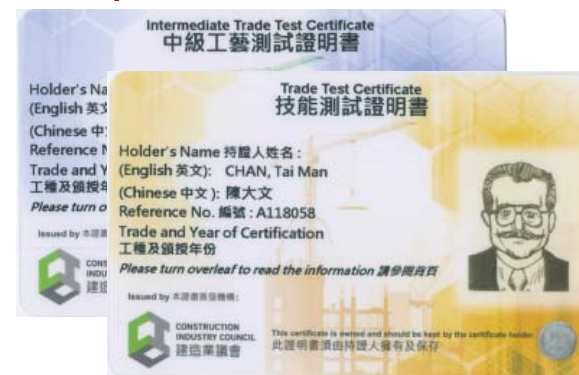 Intermediate Trade Test Certificate
中級工藝測試證明書
Holder's Na
(English 英文
(Chinese 中
Reference N
Trade and Y
工種及頒授年
Please turn o
Issued by 本證書
CONS
INDU
建造
Trade Test Certificate
技能測試證明書
Holder's Name 持證人姓名 :
(English 英文): CHAN, Tai Man
(Chinese 中文 ): 陳大文
Reference No. 編號 : A118058
Trade and Year of Certification
工種及頒授年份
Please turn overleaf to read the information 請參閱背頁
Issued by 本證書簽發機構 :
CONSTRUCTION
INDUSTRY COUNCIL
建造業議會
This certificate is owned and should be kept by the certificate holder
此證明書須由持證人擁有及保存